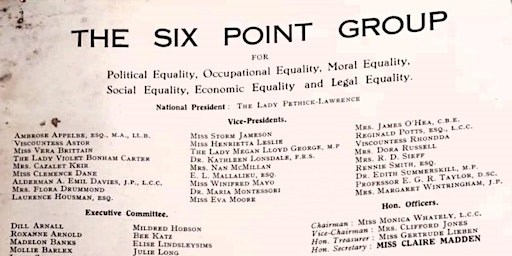 THE SIX POINT GROUP
FOR
Political Equality, Occupational Equality, Moral Equality,
Social Equality, Economic Equality and Legal Equality.
National President : THE LADY PETHICK-LAWRENCE
Vice-Presidents.
AMBROSE APPELBE, ESQ., M.A., LL.B.
VISCOUNTESS ASTOR
MISS VERA BRITTAIN
THE LADY VIOLET BONHAM CARTER
MRS. CAZALET KEIR
MISS CLEMENCE DANE
ALDERMAN A. EMIL DAVIES, J.P., L.C.C.
MRS. FLORA DRUMMOND
LAURENCE HOUSMAN, ESQ.
MISS STORM JAMESON
MISS HENRIETTA LESLIE
THE LADY MEGAN LLOYD GEORGE, M.P
DR. KATHLEEN LONSDALE, F.R.S.
MRS. NAN McMILLAN
E. L. MALLALIEU, ESQ.
MISS WINIFRED MAYO
DR. MARIA MONTESSORI
MISS EVA MOORE
MRS. JAMES O'HEA, C.B.E.
REGINALD POTTS, ESQ., L.C.C.
VISCOUNTESS RHONDDA
MRS. DORA RUSSELL
MRS. R. D. SIEFF
RENNIE SMITH, ESQ.
DR. EDITH SUMMERSKILL, M.P.
PROFESSOR E. G. R. TAYLOR, D.SC.
MRS. MARGARET WINTRINGHAM, J.P.
Executive Committee.
DILL ARNALL
ROXANNE ARNOLD
MADELON BANKS
MOLLIE BARLEX
MILDRED HOBSON
BEE KATZ
ELISE LINDSLEYSIMS
JULIE LONG
Hon. Officers.
Chairman : MISS MONICA WHATELY, L.C.C.
Vice-Chairman : MRS. CLIFFORD JONES
Hon. Treasurer : MISS GERTRUDE LIEBEN
Hon. Secretary : MISS CLAIRE MADDEN